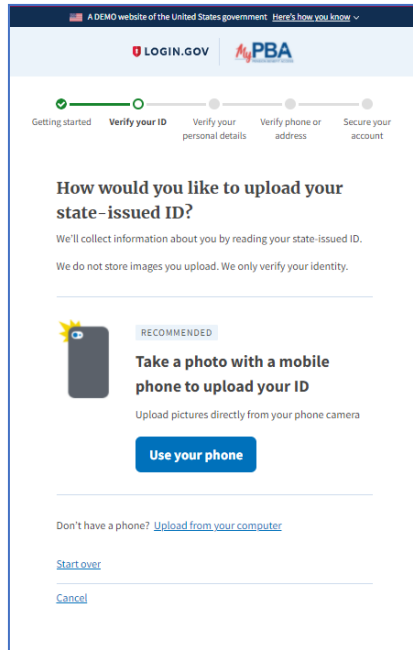 A DEMO website of the United States government Here's how you know
LOGIN.GOV MyPBA
Getting started Verify your ID Verify your personal details Verify phone or address Secure your account
How would you like to upload your
state-issued ID?
We'll collect information about you by reading your state-issued ID.
We do not store images you upload. We only verify your identity.
RECOMMENDED
Take a photo with a mobile
phone to upload your ID
Upload pictures directly from your phone camera
Use your phone
Don't have a phone? Upload from your computer
Start over
Cancel